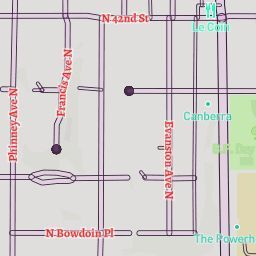 N 42nd St
Le Coin
Francis Ave N
Phinney Ave N
Canberra
Evanston Ave N
N Bowdoin Pl
The Powerh